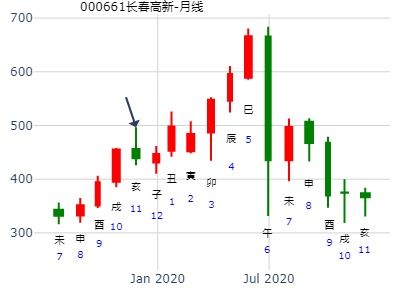 000661长春高新-月线
700
600
500
400
300
未
7
申
8
酉
9
戌
10
亥
11
子
12
丑
1
寅
2
卯
3
辰
4
巳
5
午
6
未
7
申
8
酉
9
戌
10
亥
11
Jan 2020
Jul 2020